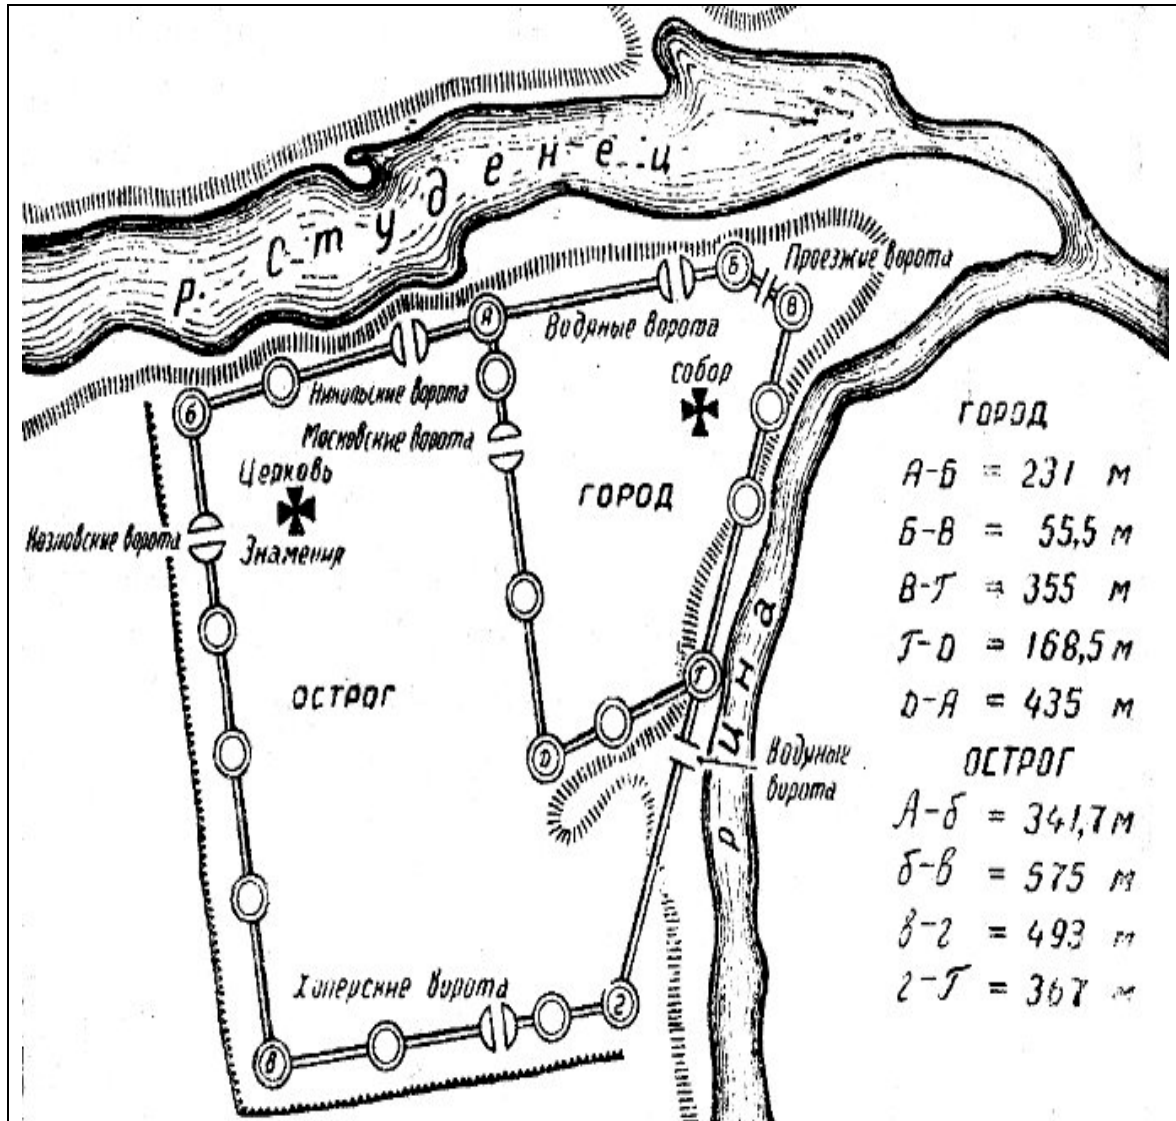 р. Студенец
Б
Проезжие ворота
В
А
Водяные ворота
собор
Никольские ворота
б
Московские ворота
ГОРОД
Церковь
Знамения
Козловские ворота
ОСТРОГ
Г
D
Водяные
ворота
р Цна
Хоперские ворота
г
в
ГОРОД
А-Б = 231 м
Б-В = 55,5 м
В-Г = 355 м
Г-D = 168,5 м
D-А = 435 м
ОСТРОГ
А-б = 341,7 м
б-в = 575 м
в-г = 493 м
г-Г = 367 м